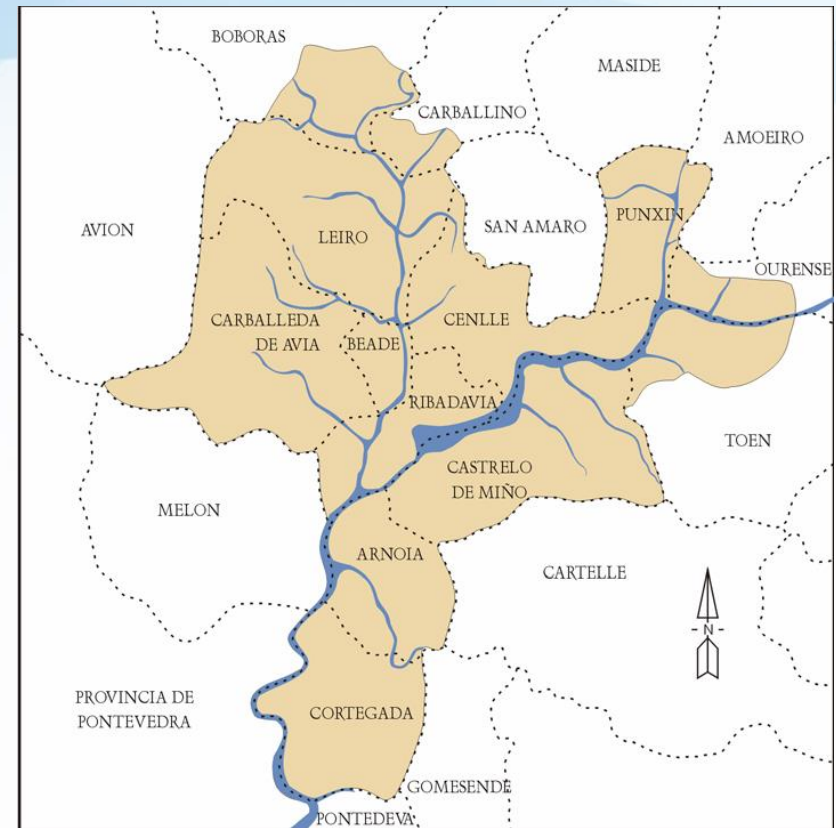 BOBORAS
MASIDE
CARBALLINO
AMOEIRO
PUNXIN
SAN AMARO
AVION
LEIRO
OURENSE
CARBALLEDA
DE AVIA
BEADE
CENLLE
RIBADAVIA
TOEN
CASTRELO
DE MIÑO
MELON
ARNOIA
CARTELLE
N
PROVINCIA DE
PONTEVEDRA
CORTEGADA
GOMESENDE
PONTEDEVA